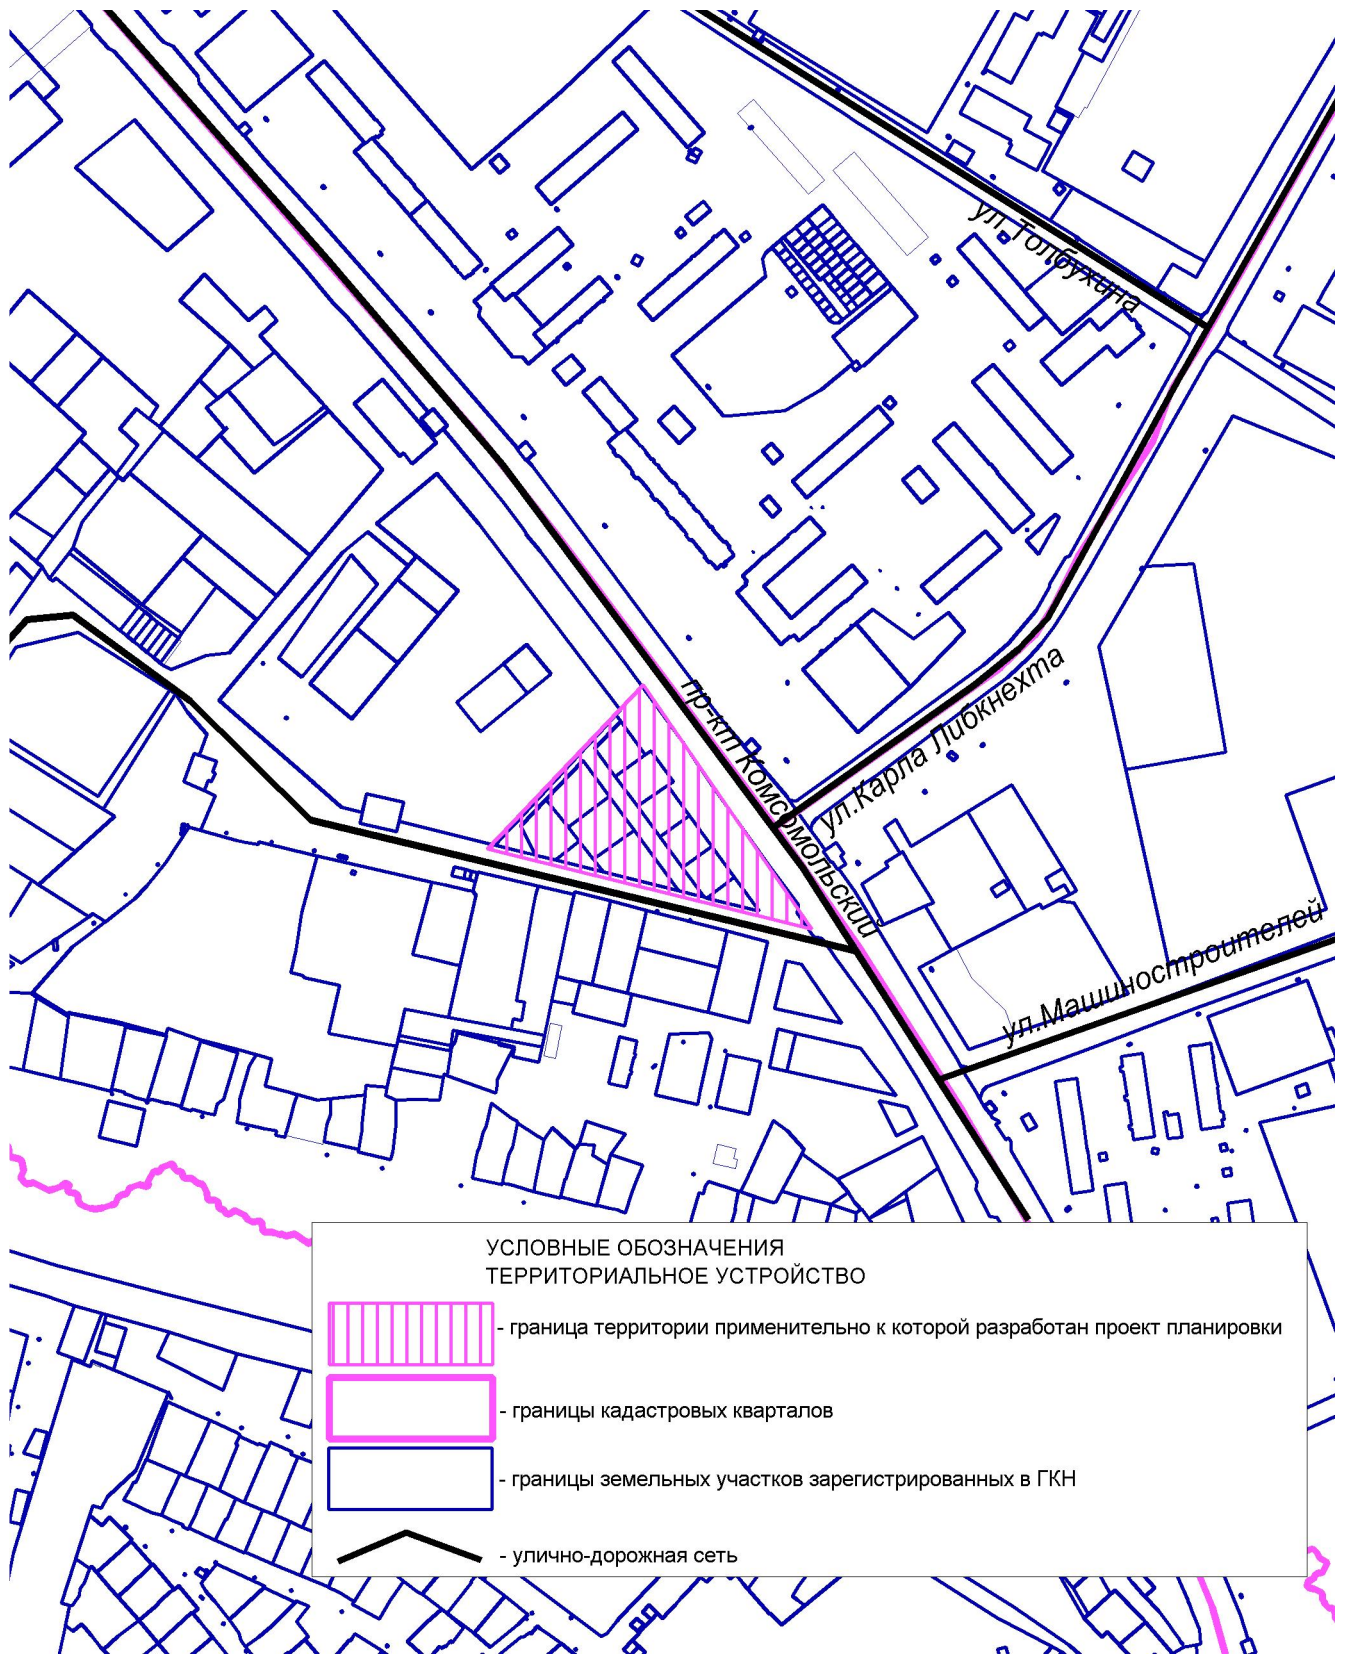 ул. Толбухина
ул.Карла Либкнехта
пр-кт Комсомольский
ул.Машиностроителей
УСЛОВНЫЕ ОБОЗНАЧЕНИЯ
ТЕРРИТОРИАЛЬНОЕ УСТРОЙСТВО
- граница территории применительно к которой разработан проект планировки
- границы кадастровых кварталов
- границы земельных участков зарегистрированных в ГКН
- улично-дорожная сеть